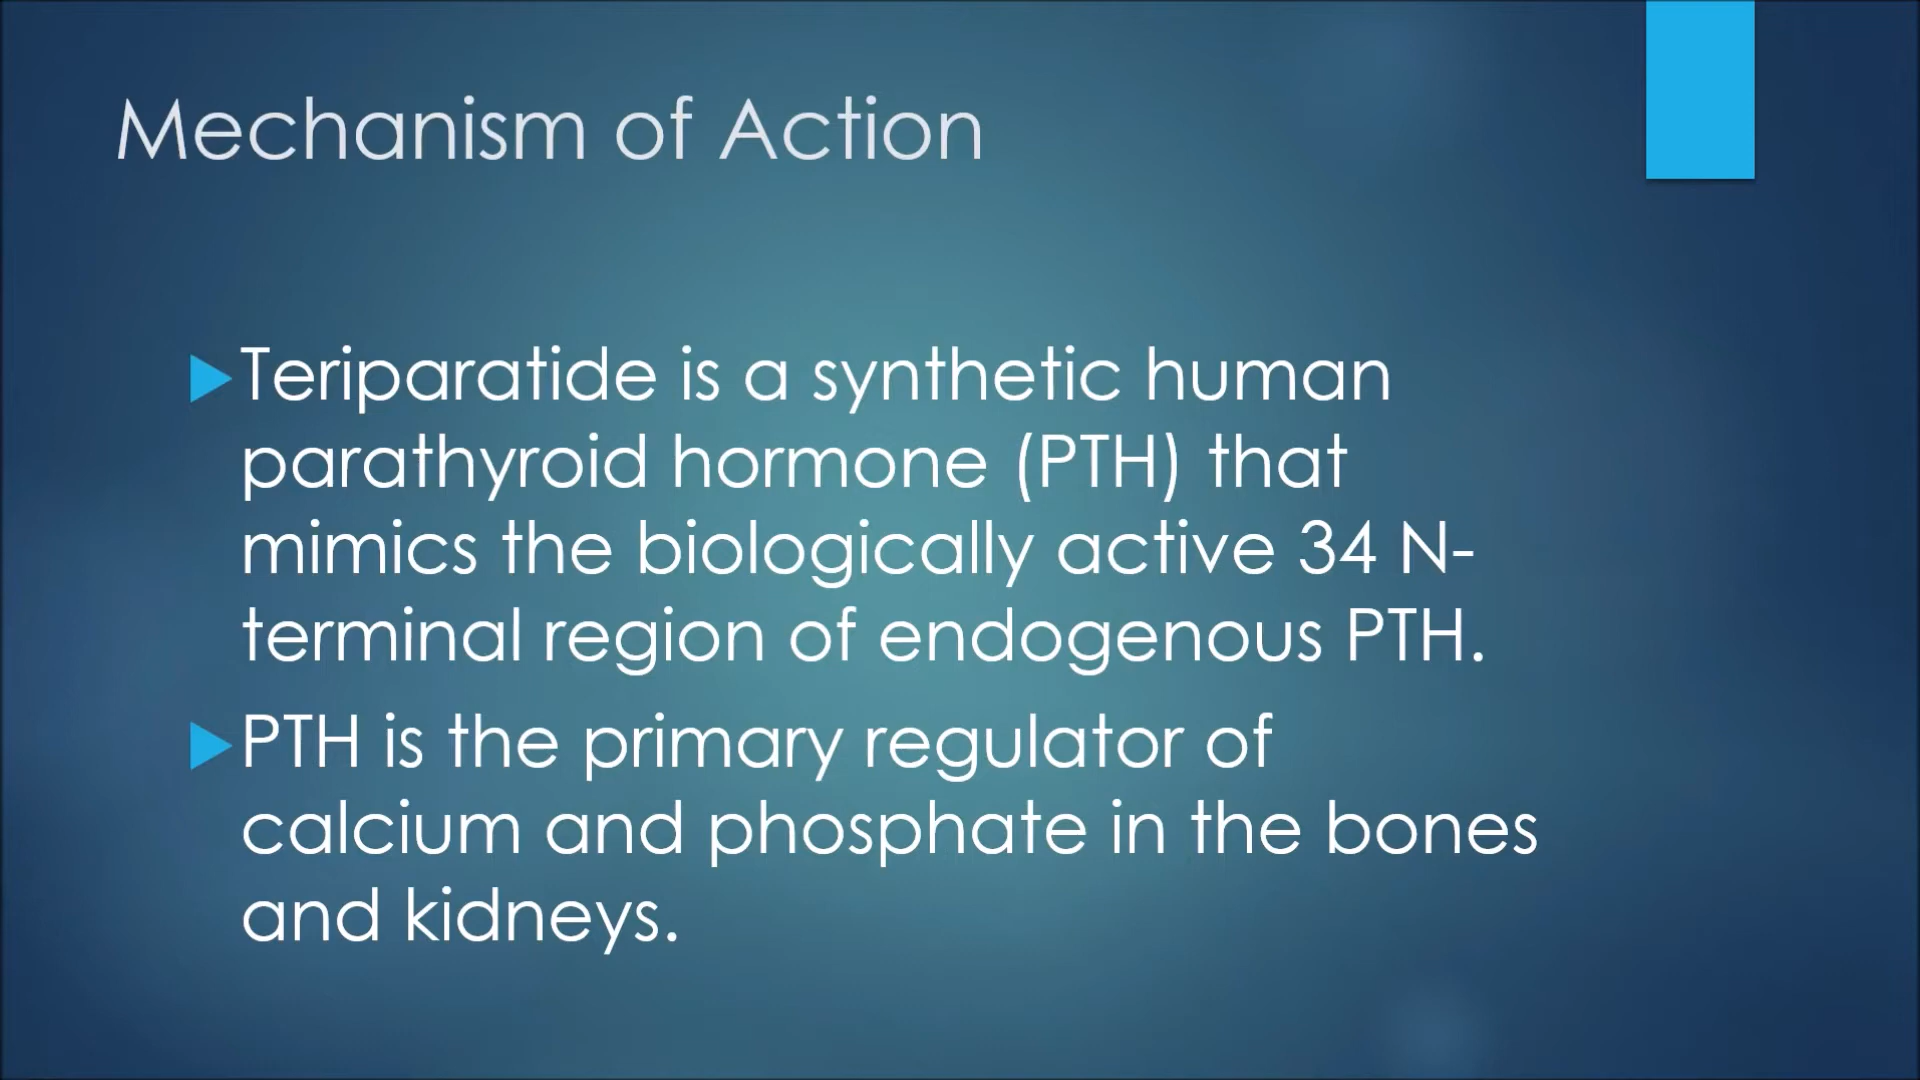 Mechanism of Action
Teriparatide is a synthetic human
parathyroid hormone (PTH) that
mimics the biologically active 34 N-
terminal region of endogenous PTH.
PTH is the primary regulator of
calcium and phosphate in the bones
and kidneys.